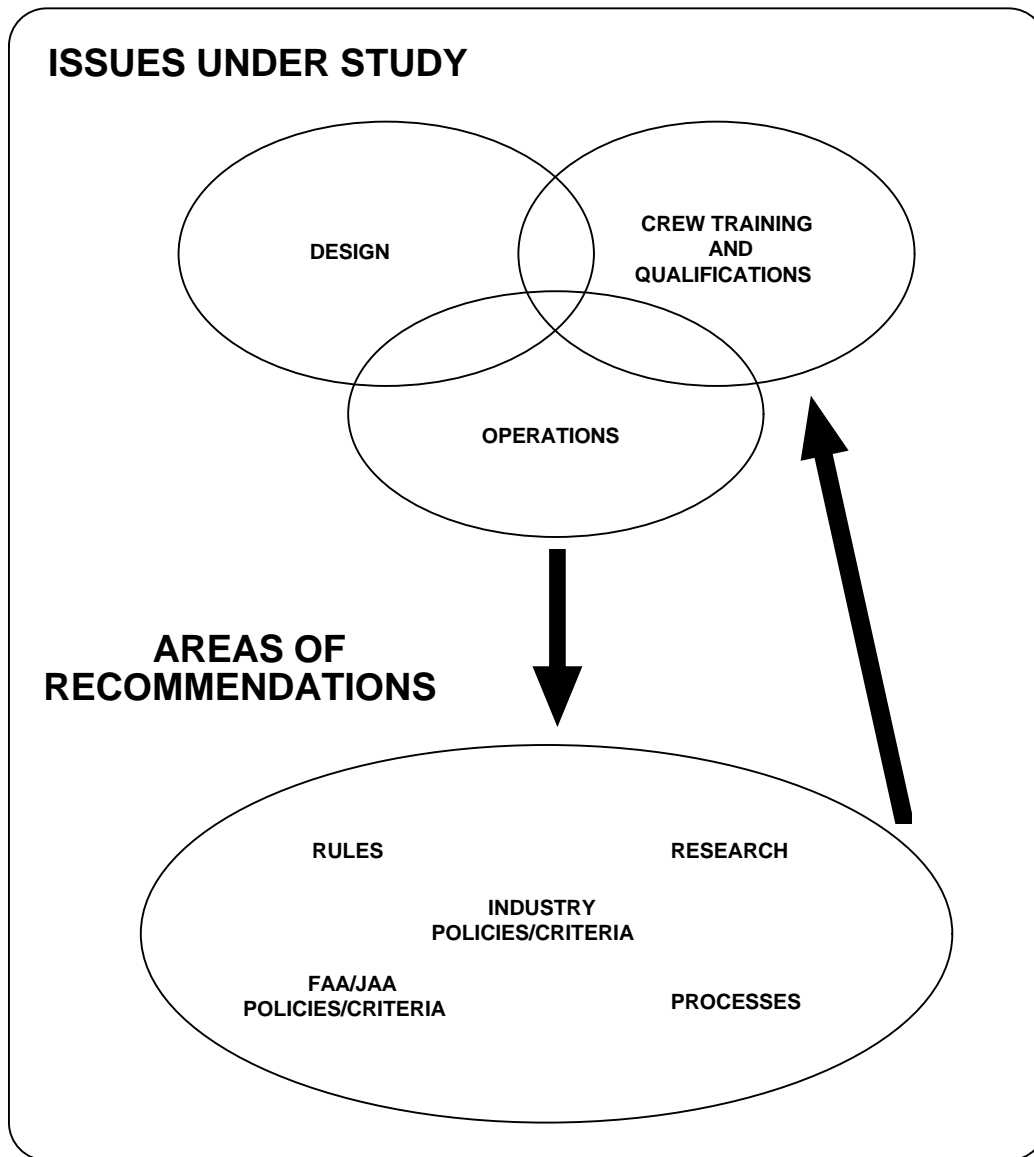 ISSUES UNDER STUDY
DESIGN
CREW TRAINING
AND
QUALIFICATIONS
OPERATIONS
AREAS OF
RECOMMENDATIONS
RULES
RESEARCH
INDUSTRY
POLICIES/CRITERIA
FAA/JAA
POLICIES/CRITERIA
PROCESSES